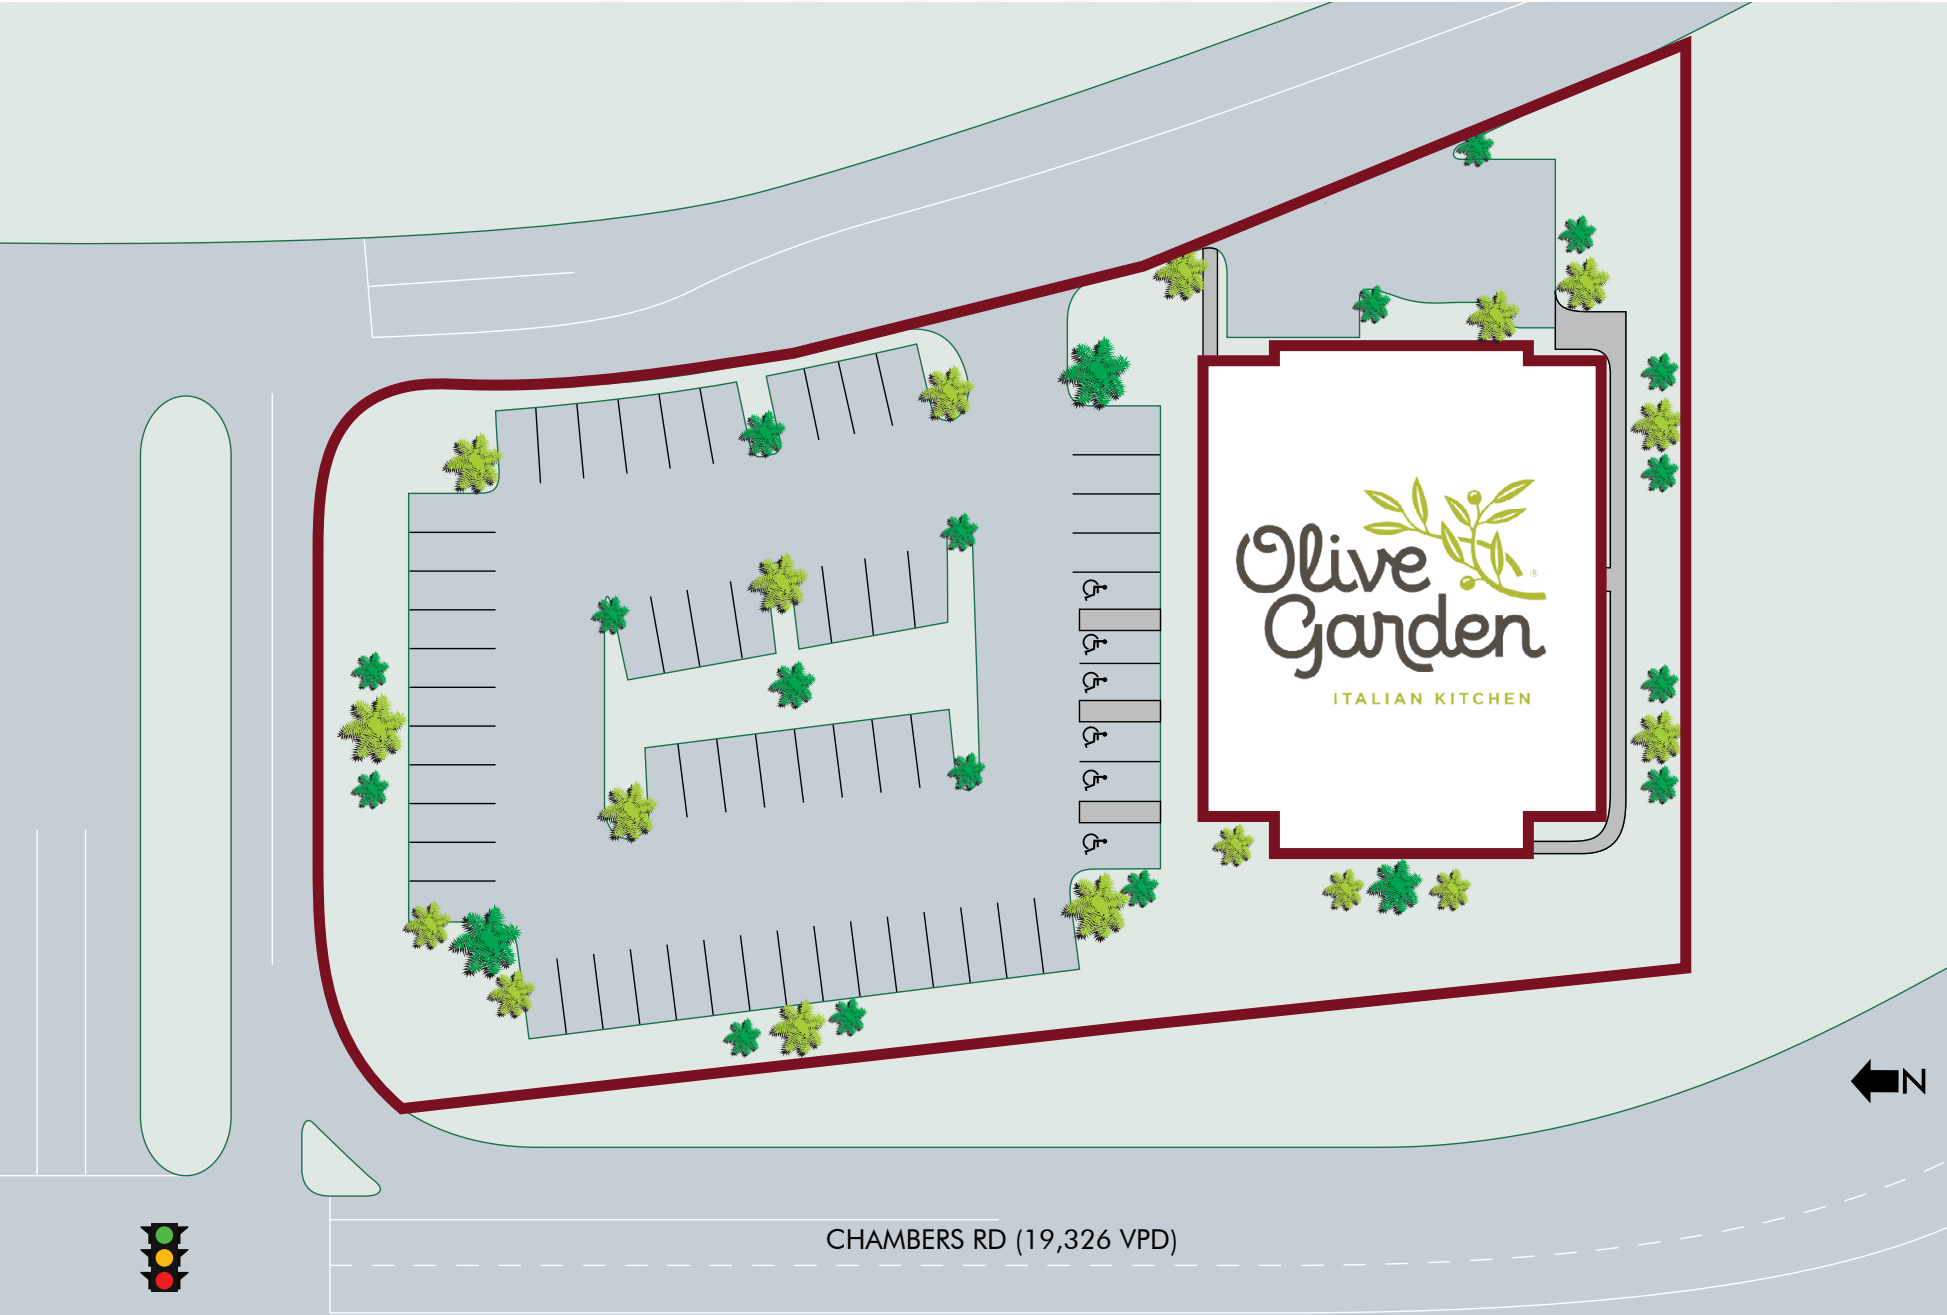 Olive
Garden
®
ITALIAN KITCHEN
N
CHAMBERS RD (19,326 VPD)